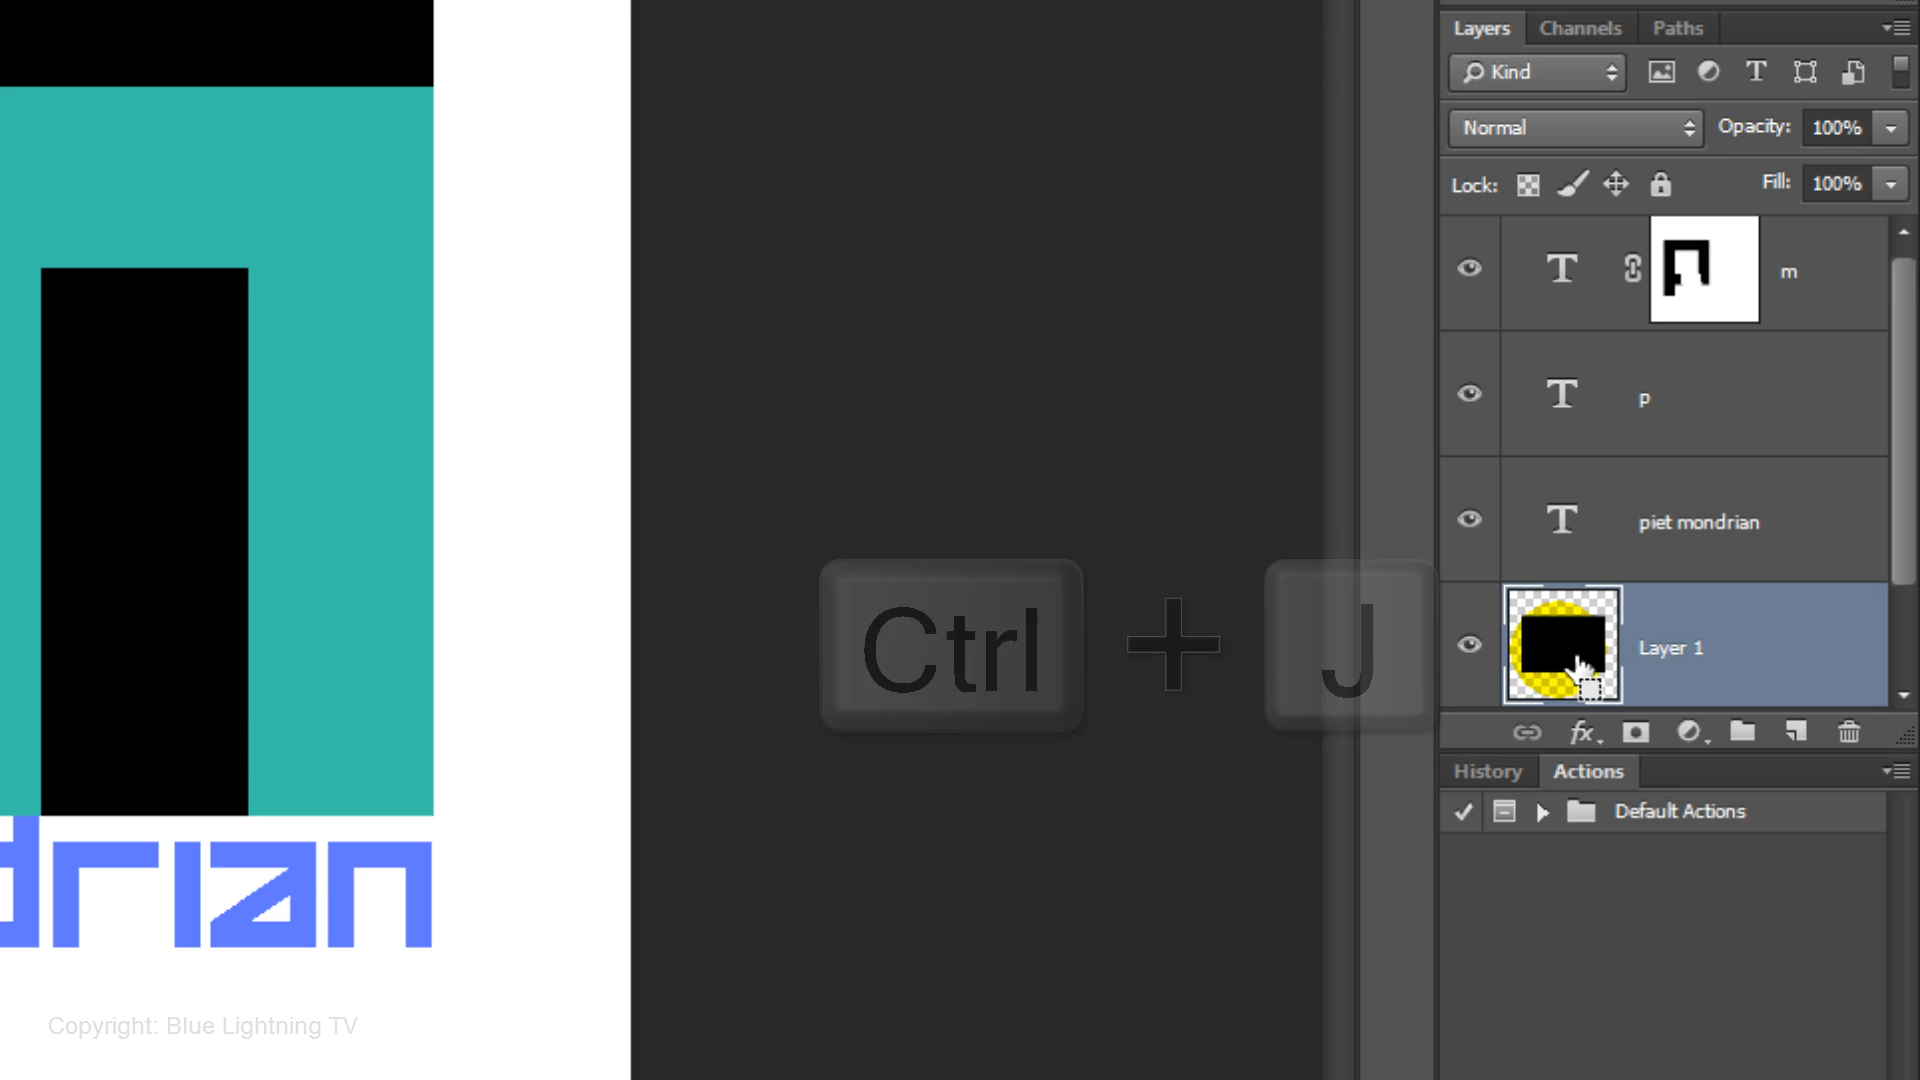 Layers Channels Paths
Kind T
Normal Opacity: 100%
Lock: Fill: 100%
T m
T p
T piet mondrian
Layer 1
Ctrl + J
fx
History Actions
Default Actions
drian
Copyright: Blue Lightning TV